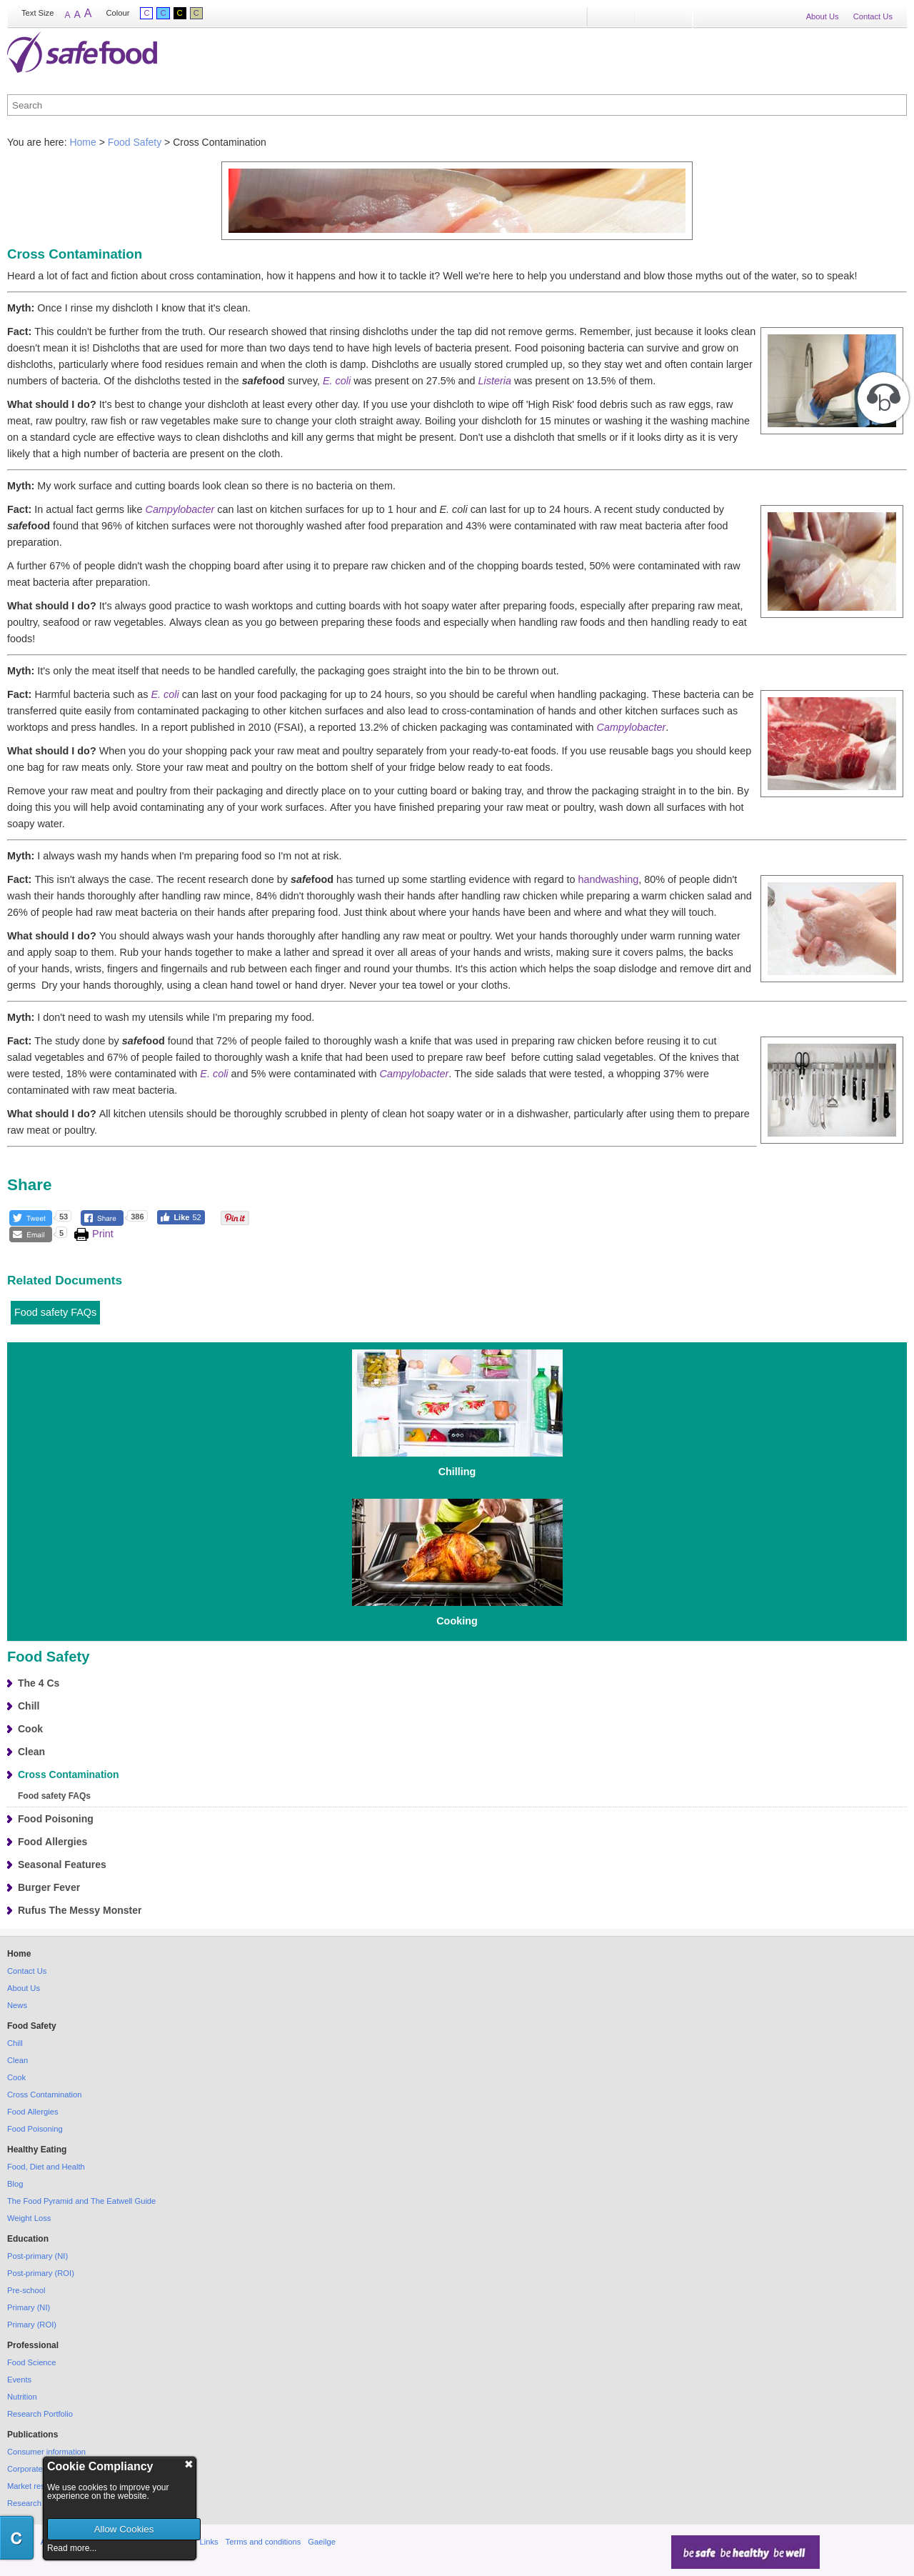 Text Size A A A Colour C C C C About Us Contact Us
safefood
Search
You are here: Home > Food Safety > Cross Contamination
Cross Contamination
Heard a lot of fact and fiction about cross contamination, how it happens and how it to tackle it? Well we're here to help you understand and blow those myths out of the water, so to speak!
Myth: Once I rinse my dishcloth I know that it's clean.
Fact: This couldn't be further from the truth. Our research showed that rinsing dishcloths under the tap did not remove germs. Remember, just because it looks clean
doesn't mean it is! Dishcloths that are used for more than two days tend to have high levels of bacteria present. Food poisoning bacteria can survive and grow on
dishcloths, particularly where food residues remain and when the cloth is damp. Dishcloths are usually stored scrumpled up, so they stay wet and often contain larger
numbers of bacteria. Of the dishcloths tested in the safefood survey, E. coli was present on 27.5% and Listeria was present on 13.5% of them.
What should I do? It's best to change your dishcloth at least every other day. If you use your dishcloth to wipe off 'High Risk' food debris such as raw eggs, raw
meat, raw poultry, raw fish or raw vegetables make sure to change your cloth straight away. Boiling your dishcloth for 15 minutes or washing it the washing machine
on a standard cycle are effective ways to clean dishcloths and kill any germs that might be present. Don't use a dishcloth that smells or if it looks dirty as it is very
likely that a high number of bacteria are present on the cloth.
Myth: My work surface and cutting boards look clean so there is no bacteria on them.
Fact: In actual fact germs like Campylobacter can last on kitchen surfaces for up to 1 hour and E. coli can last for up to 24 hours. A recent study conducted by
safefood found that 96% of kitchen surfaces were not thoroughly washed after food preparation and 43% were contaminated with raw meat bacteria after food
preparation.
A further 67% of people didn't wash the chopping board after using it to prepare raw chicken and of the chopping boards tested, 50% were contaminated with raw
meat bacteria after preparation.
What should I do? It's always good practice to wash worktops and cutting boards with hot soapy water after preparing foods, especially after preparing raw meat,
poultry, seafood or raw vegetables. Always clean as you go between preparing these foods and especially when handling raw foods and then handling ready to eat
foods!
Myth: It's only the meat itself that needs to be handled carefully, the packaging goes straight into the bin to be thrown out.
Fact: Harmful bacteria such as E. coli can last on your food packaging for up to 24 hours, so you should be careful when handling packaging. These bacteria can be
transferred quite easily from contaminated packaging to other kitchen surfaces and also lead to cross-contamination of hands and other kitchen surfaces such as
worktops and press handles. In a report published in 2010 (FSAI), a reported 13.2% of chicken packaging was contaminated with Campylobacter.
What should I do? When you do your shopping pack your raw meat and poultry separately from your ready-to-eat foods. If you use reusable bags you should keep
one bag for raw meats only. Store your raw meat and poultry on the bottom shelf of your fridge below ready to eat foods.
Remove your raw meat and poultry from their packaging and directly place on to your cutting board or baking tray, and throw the packaging straight in to the bin. By
doing this you will help avoid contaminating any of your work surfaces. After you have finished preparing your raw meat or poultry, wash down all surfaces with hot
soapy water.
Myth: I always wash my hands when I'm preparing food so I'm not at risk.
Fact: This isn't always the case. The recent research done by safefood has turned up some startling evidence with regard to handwashing, 80% of people didn't
wash their hands thoroughly after handling raw mince, 84% didn't thoroughly wash their hands after handling raw chicken while preparing a warm chicken salad and
26% of people had raw meat bacteria on their hands after preparing food. Just think about where your hands have been and where and what they will touch.
What should I do? You should always wash your hands thoroughly after handling any raw meat or poultry. Wet your hands thoroughly under warm running water
and apply soap to them. Rub your hands together to make a lather and spread it over all areas of your hands and wrists, making sure it covers palms, the backs
of your hands, wrists, fingers and fingernails and rub between each finger and round your thumbs. It's this action which helps the soap dislodge and remove dirt and
germs Dry your hands thoroughly, using a clean hand towel or hand dryer. Never your tea towel or your cloths.
Myth: I don't need to wash my utensils while I'm preparing my food.
Fact: The study done by safefood found that 72% of people failed to thoroughly wash a knife that was used in preparing raw chicken before reusing it to cut
salad vegetables and 67% of people failed to thoroughly wash a knife that had been used to prepare raw beef before cutting salad vegetables. Of the knives that
were tested, 18% were contaminated with E. coli and 5% were contaminated with Campylobacter. The side salads that were tested, a whopping 37% were
contaminated with raw meat bacteria.
What should I do? All kitchen utensils should be thoroughly scrubbed in plenty of clean hot soapy water or in a dishwasher, particularly after using them to prepare
raw meat or poultry.
Share
Tweet 53 Share 386 Like 52 Pin it
Email 5 Print
Related Documents
Food safety FAQs
Chilling
Cooking
Food Safety
The 4 Cs
Chill
Cook
Clean
Cross Contamination
Food safety FAQs
Food Poisoning
Food Allergies
Seasonal Features
Burger Fever
Rufus The Messy Monster
Home
Contact Us
About Us
News
Food Safety
Chill
Clean
Cook
Cross Contamination
Food Allergies
Food Poisoning
Healthy Eating
Food, Diet and Health
Blog
The Food Pyramid and The Eatwell Guide
Weight Loss
Education
Post-primary (NI)
Post-primary (ROI)
Pre-school
Primary (NI)
Primary (ROI)
Professional
Food Science
Events
Nutrition
Research Portfolio
Publications
Consumer information
Corporate
Market
Research
Cookie Compliancy
We use cookies to improve your
experience on the website.
Allow Cookies
Read more...
C
Links Terms and conditions Gaeilge
be safe be healthy be well